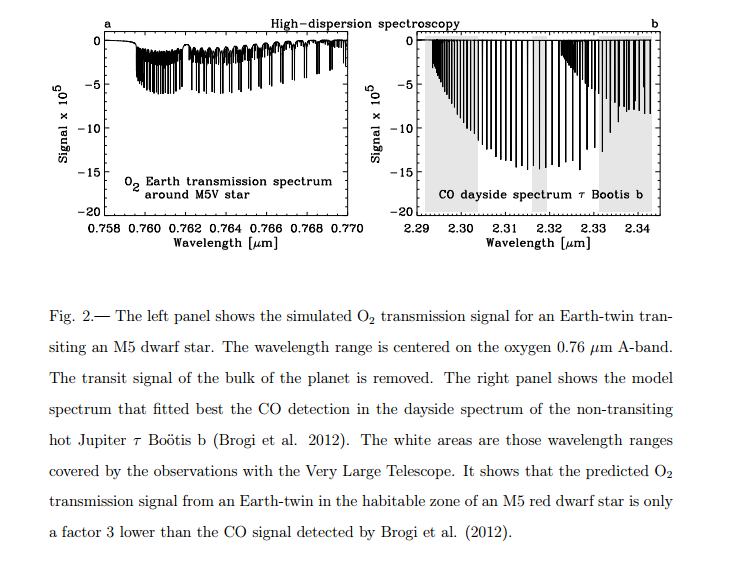 a High-dispersion spectroscopy b
0
-5
-10
-15
-20
Signal x 10^5
O2 Earth transmission spectrum
around M5V star
0.758 0.760 0.762 0.764 0.766 0.768 0.770
Wavelength [μm]
0
-5
-10
-15
-20
Signal x 10^5
CO dayside spectrum τ Bootis b
2.29 2.30 2.31 2.32 2.33 2.34
Wavelength [μm]
Fig. 2.— The left panel shows the simulated O2 transmission signal for an Earth-twin tran-
siting an M5 dwarf star. The wavelength range is centered on the oxygen 0.76 μm A-band.
The transit signal of the bulk of the planet is removed. The right panel shows the model
spectrum that fitted best the CO detection in the dayside spectrum of the non-transiting
hot Jupiter τ Boötis b (Brogi et al. 2012). The white areas are those wavelength ranges
covered by the observations with the Very Large Telescope. It shows that the predicted O2
transmission signal from an Earth-twin in the habitable zone of an M5 red dwarf star is only
a factor 3 lower than the CO signal detected by Brogi et al. (2012).